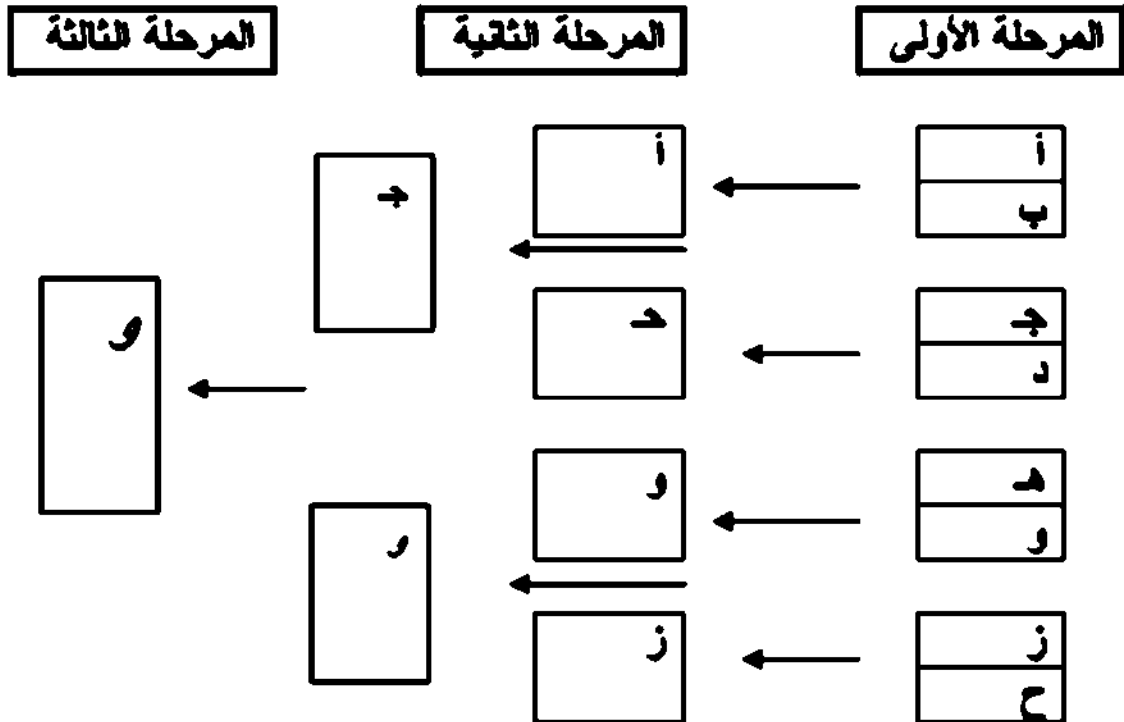 المرحلة الأولى
المرحلة الثانية
المرحلة الثالثة
أ
ب
جـ
د
هـ
و
ز
ح
أ
حـ
و
ز
جـ
و
و